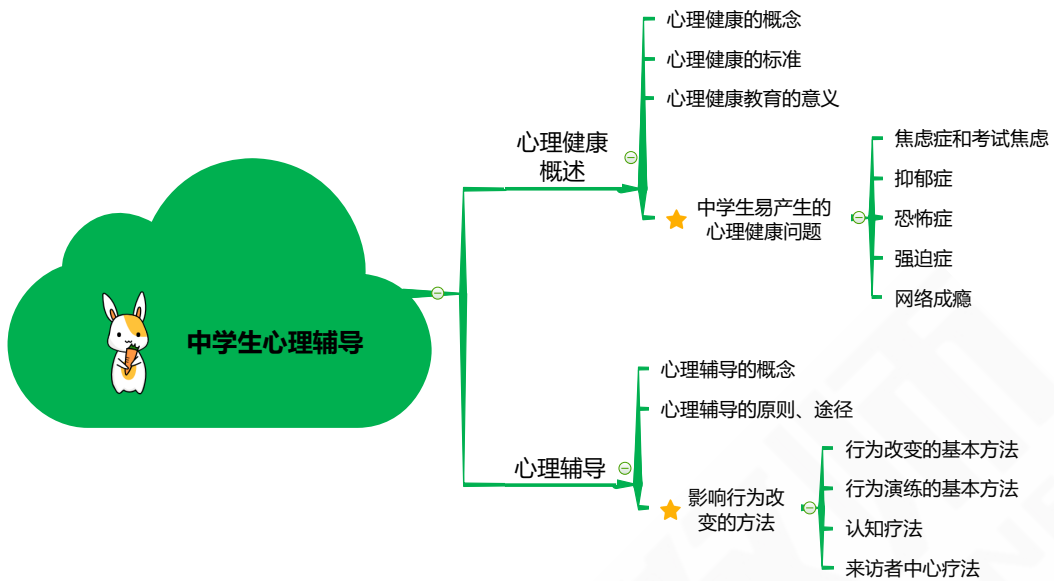 中学生心理辅导
心理健康
概述
心理健康的概念
心理健康的标准
心理健康教育的意义
中学生易产生的
心理健康问题
焦虑症和考试焦虑
抑郁症
恐怖症
强迫症
网络成瘾
心理辅导
心理辅导的概念
心理辅导的原则、途径
影响行为改
变的方法
行为改变的基本方法
行为演练的基本方法
认知疗法
来访者中心疗法